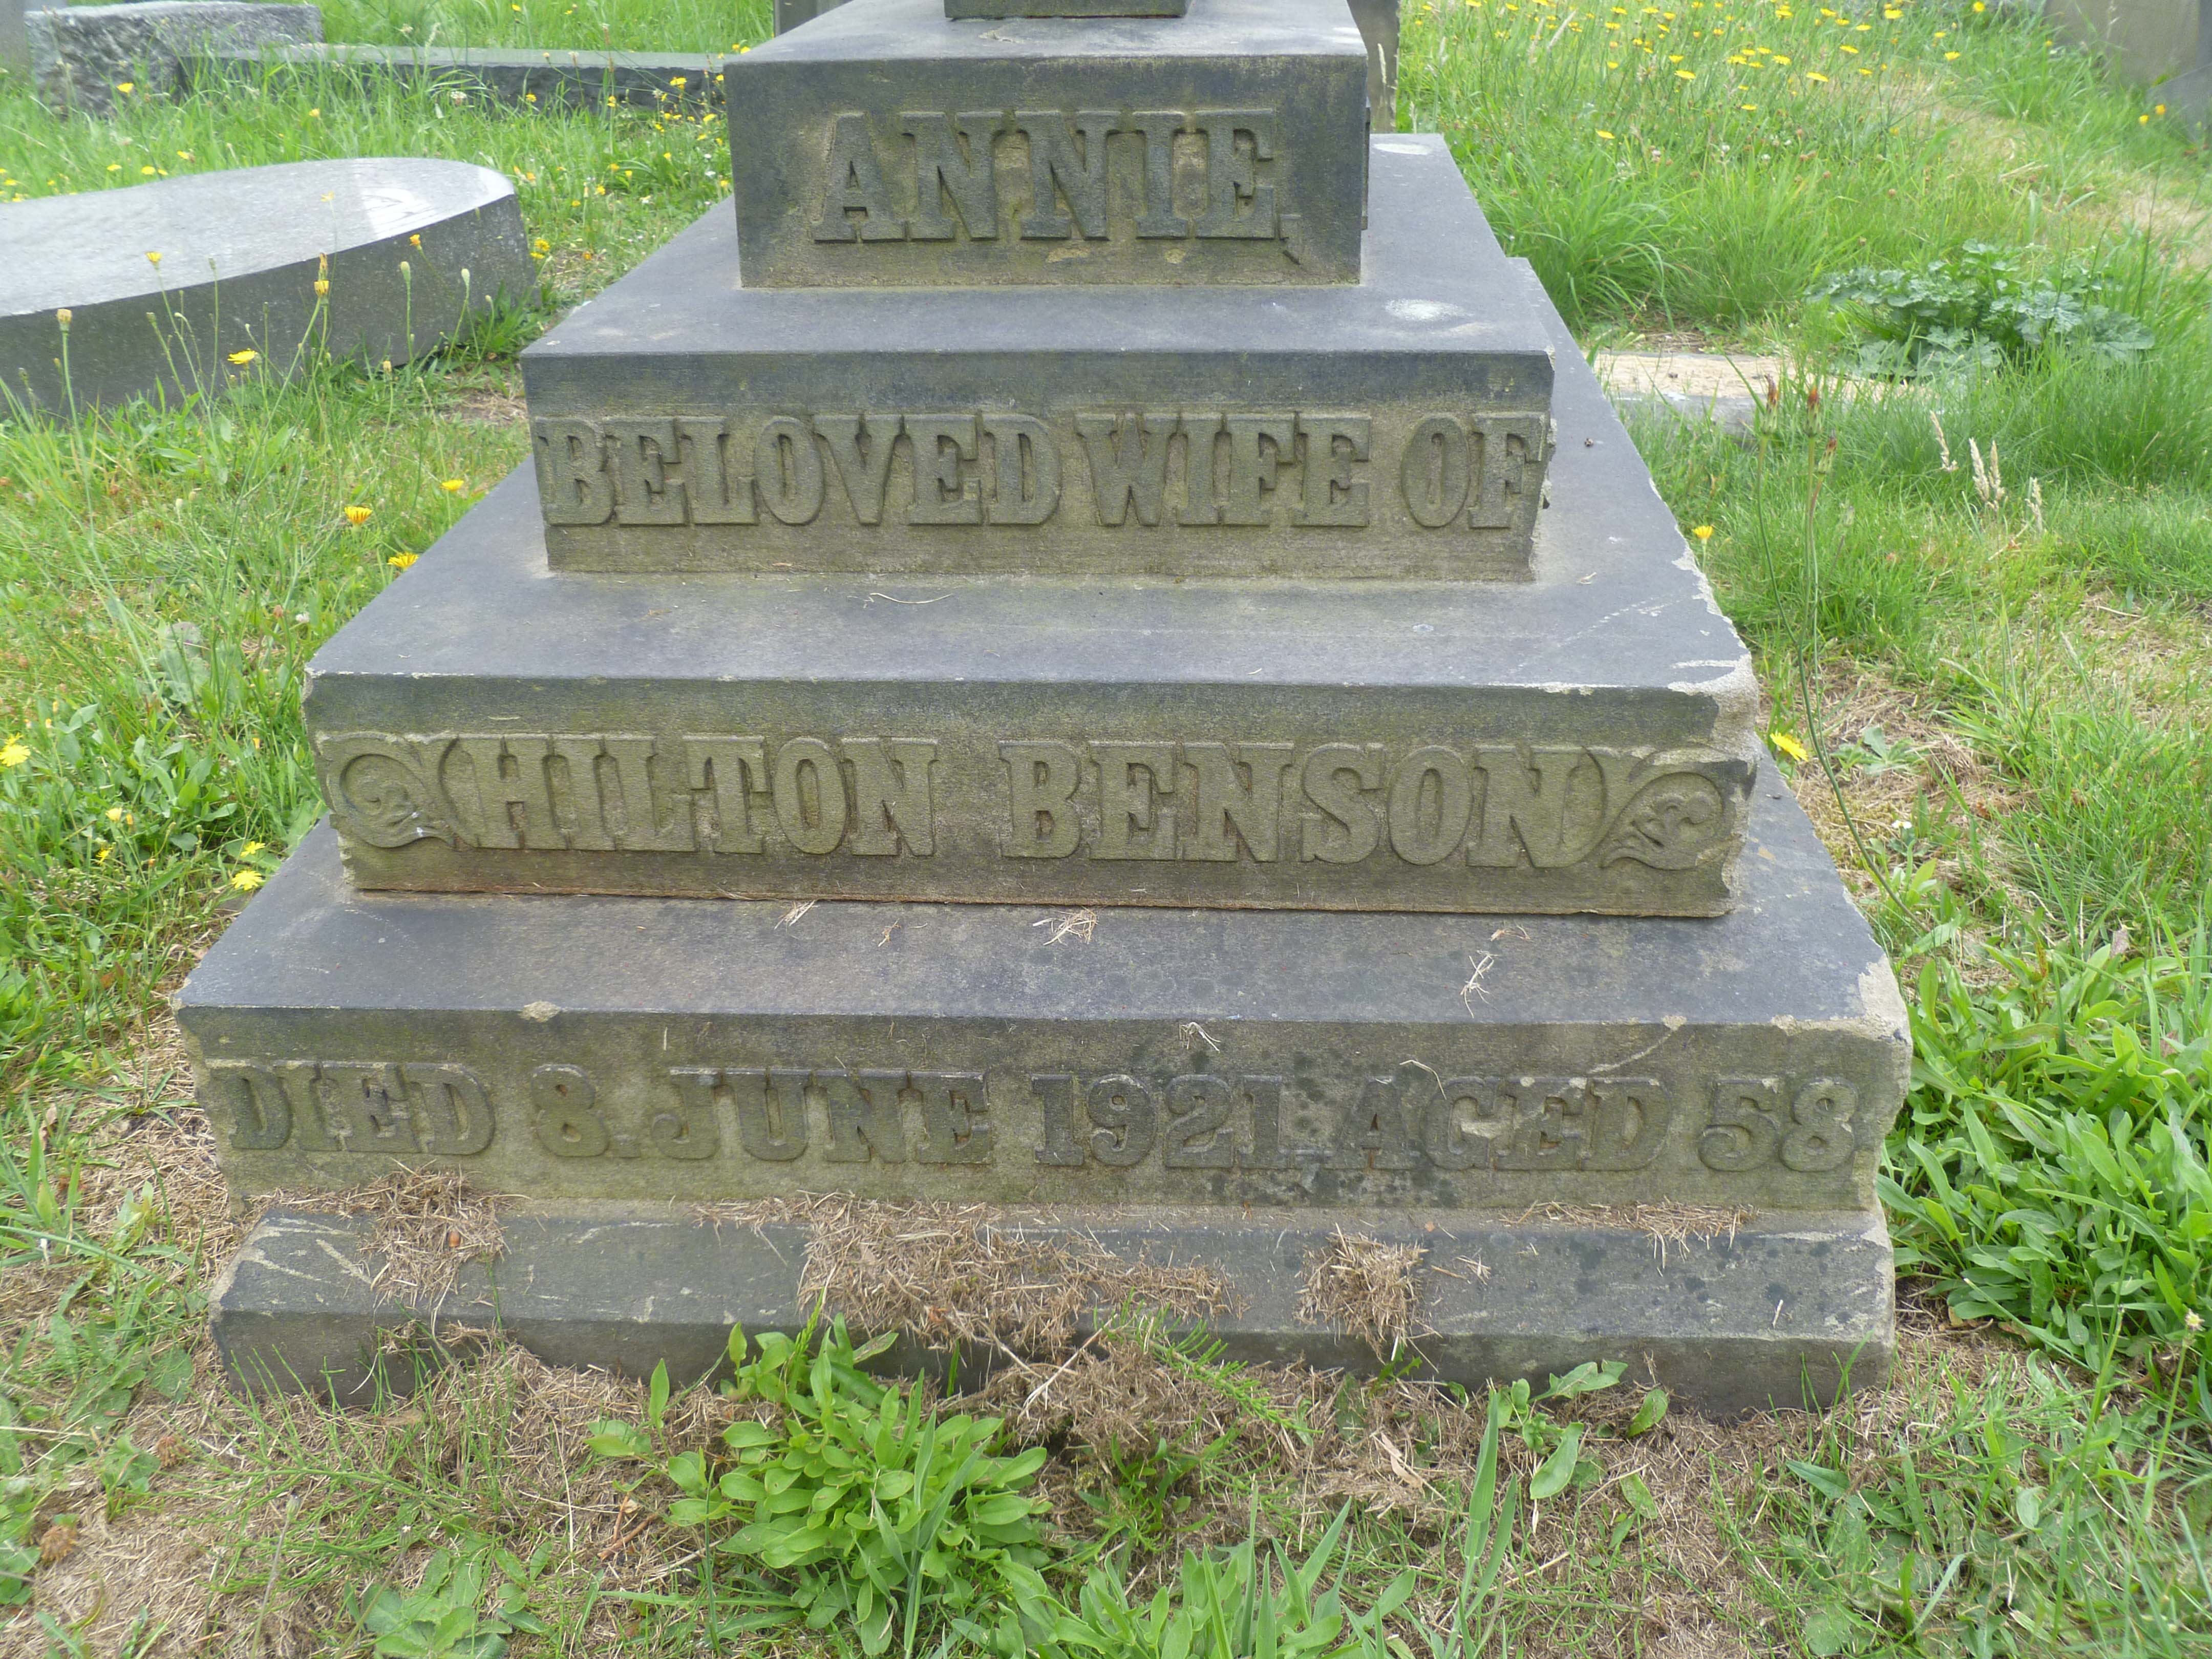 ANNIE,
BELOVED WIFE OF
HILTON BENSON
DIED 8. JUNE 1921. AGED 58